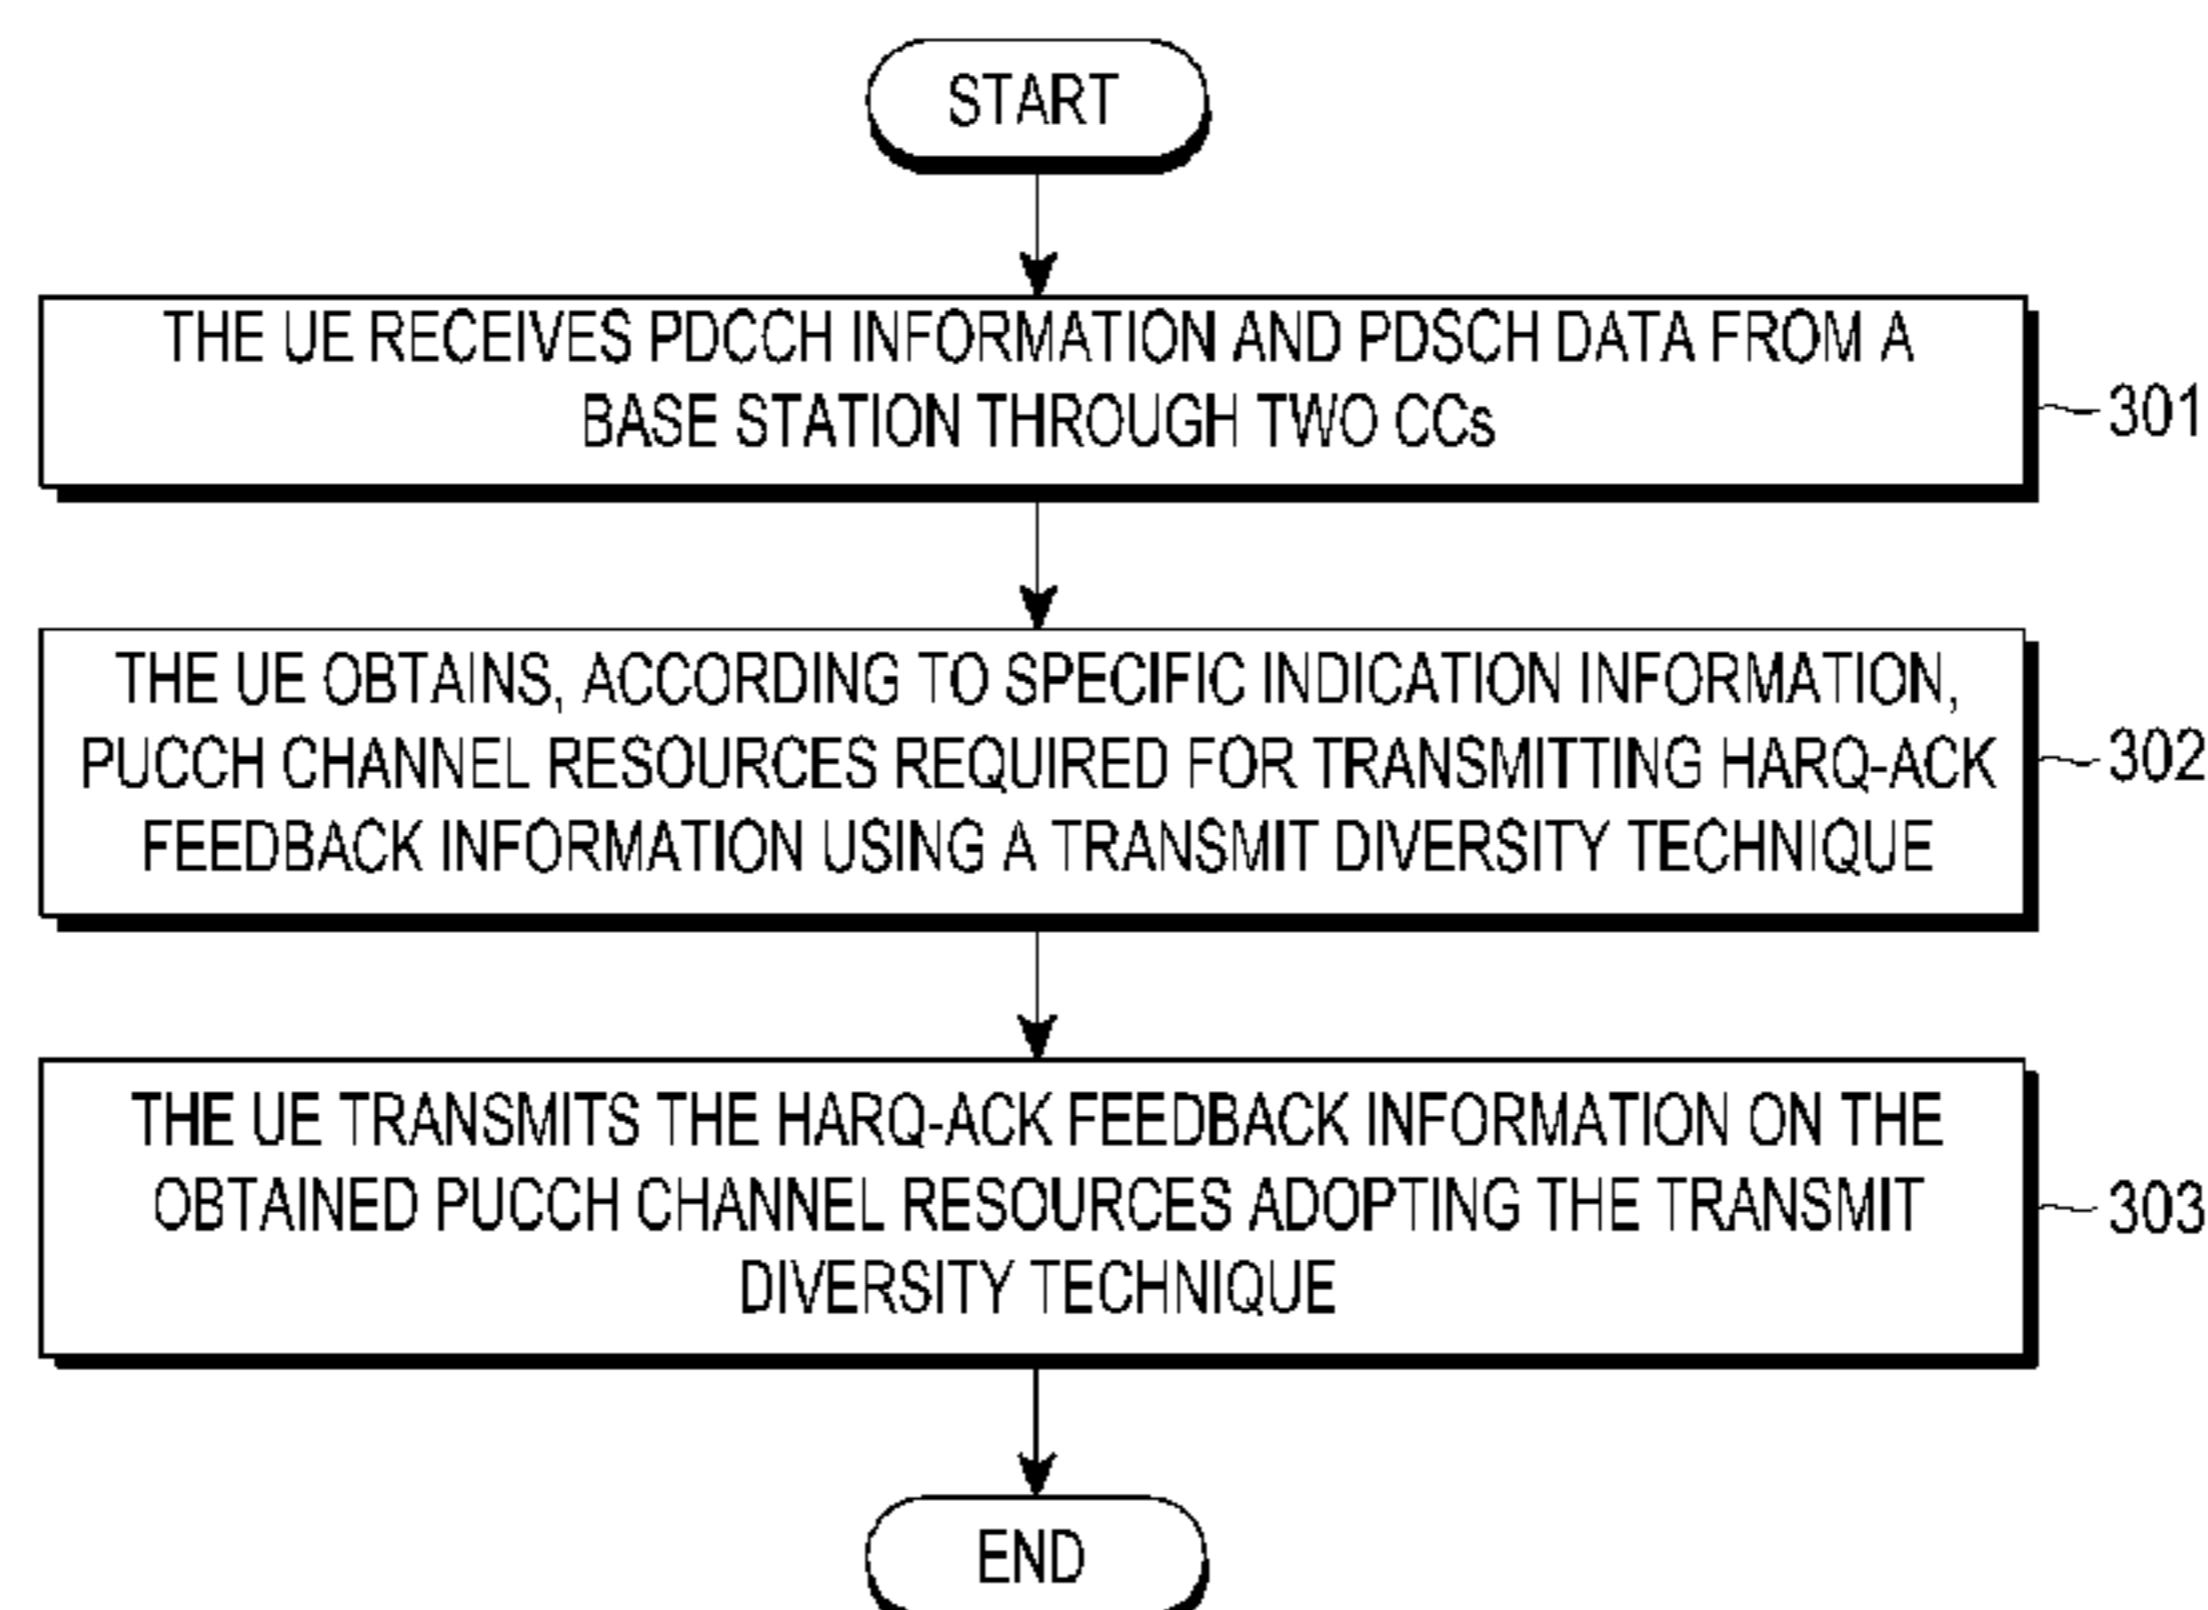 START
THE UE RECEIVES PDCCH INFORMATION AND PDSCH DATA FROM A
BASE STATION THROUGH TWO CCs
301
THE UE OBTAINS, ACCORDING TO SPECIFIC INDICATION INFORMATION,
PUCCH CHANNEL RESOURCES REQUIRED FOR TRANSMITTING HARQ-ACK
FEEDBACK INFORMATION USING A TRANSMIT DIVERSITY TECHNIQUE
302
THE UE TRANSMITS THE HARQ-ACK FEEDBACK INFORMATION ON THE
OBTAINED PUCCH CHANNEL RESOURCES ADOPTING THE TRANSMIT
DIVERSITY TECHNIQUE
303
END